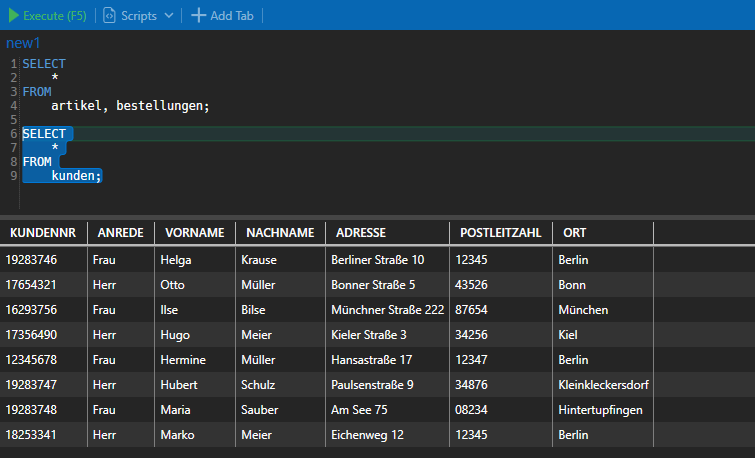 Execute (F5) Scripts Add Tab
new1
1 SELECT
2 *
3 FROM
4 artikel, bestellungen;
5
6 SELECT
7 *
8 FROM
9 kunden;
KUNDENNR ANREDE VORNAME NACHNAME ADRESSE POSTLEITZAHL ORT
19283746 Frau Helga Krause Berliner Straße 10 12345 Berlin
17654321 Herr Otto Müller Bonner Straße 5 43526 Bonn
16293756 Frau Ilse Bilse Münchner Straße 222 87654 München
17356490 Herr Hugo Meier Kieler Straße 3 34256 Kiel
12345678 Frau Hermine Müller Hansastraße 17 12347 Berlin
19283747 Herr Hubert Schulz Paulsenstraße 9 34876 Kleinkleckersdorf
19283748 Frau Maria Sauber Am See 75 08234 Hintertupfingen
18253341 Herr Marko Meier Eichenweg 12 12345 Berlin